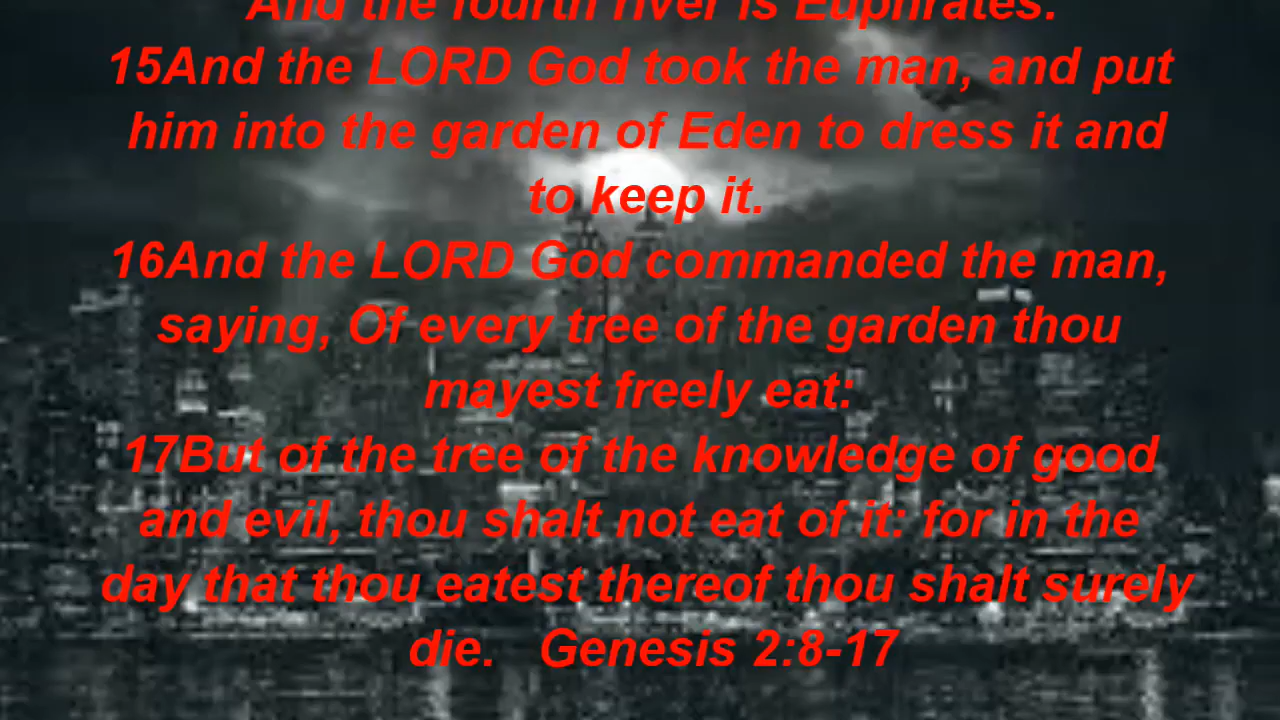 And the fourth river is Euphrates.
15And the LORD God took the man, and put
him into the garden of Eden to dress it and
to keep it.
16And the LORD God commanded the man,
saying, Of every tree of the garden thou
mayest freely eat:
17But of the tree of the knowledge of good
and evil, thou shalt not eat of it: for in the
day that thou eatest thereof thou shalt surely
die.   Genesis 2:8-17